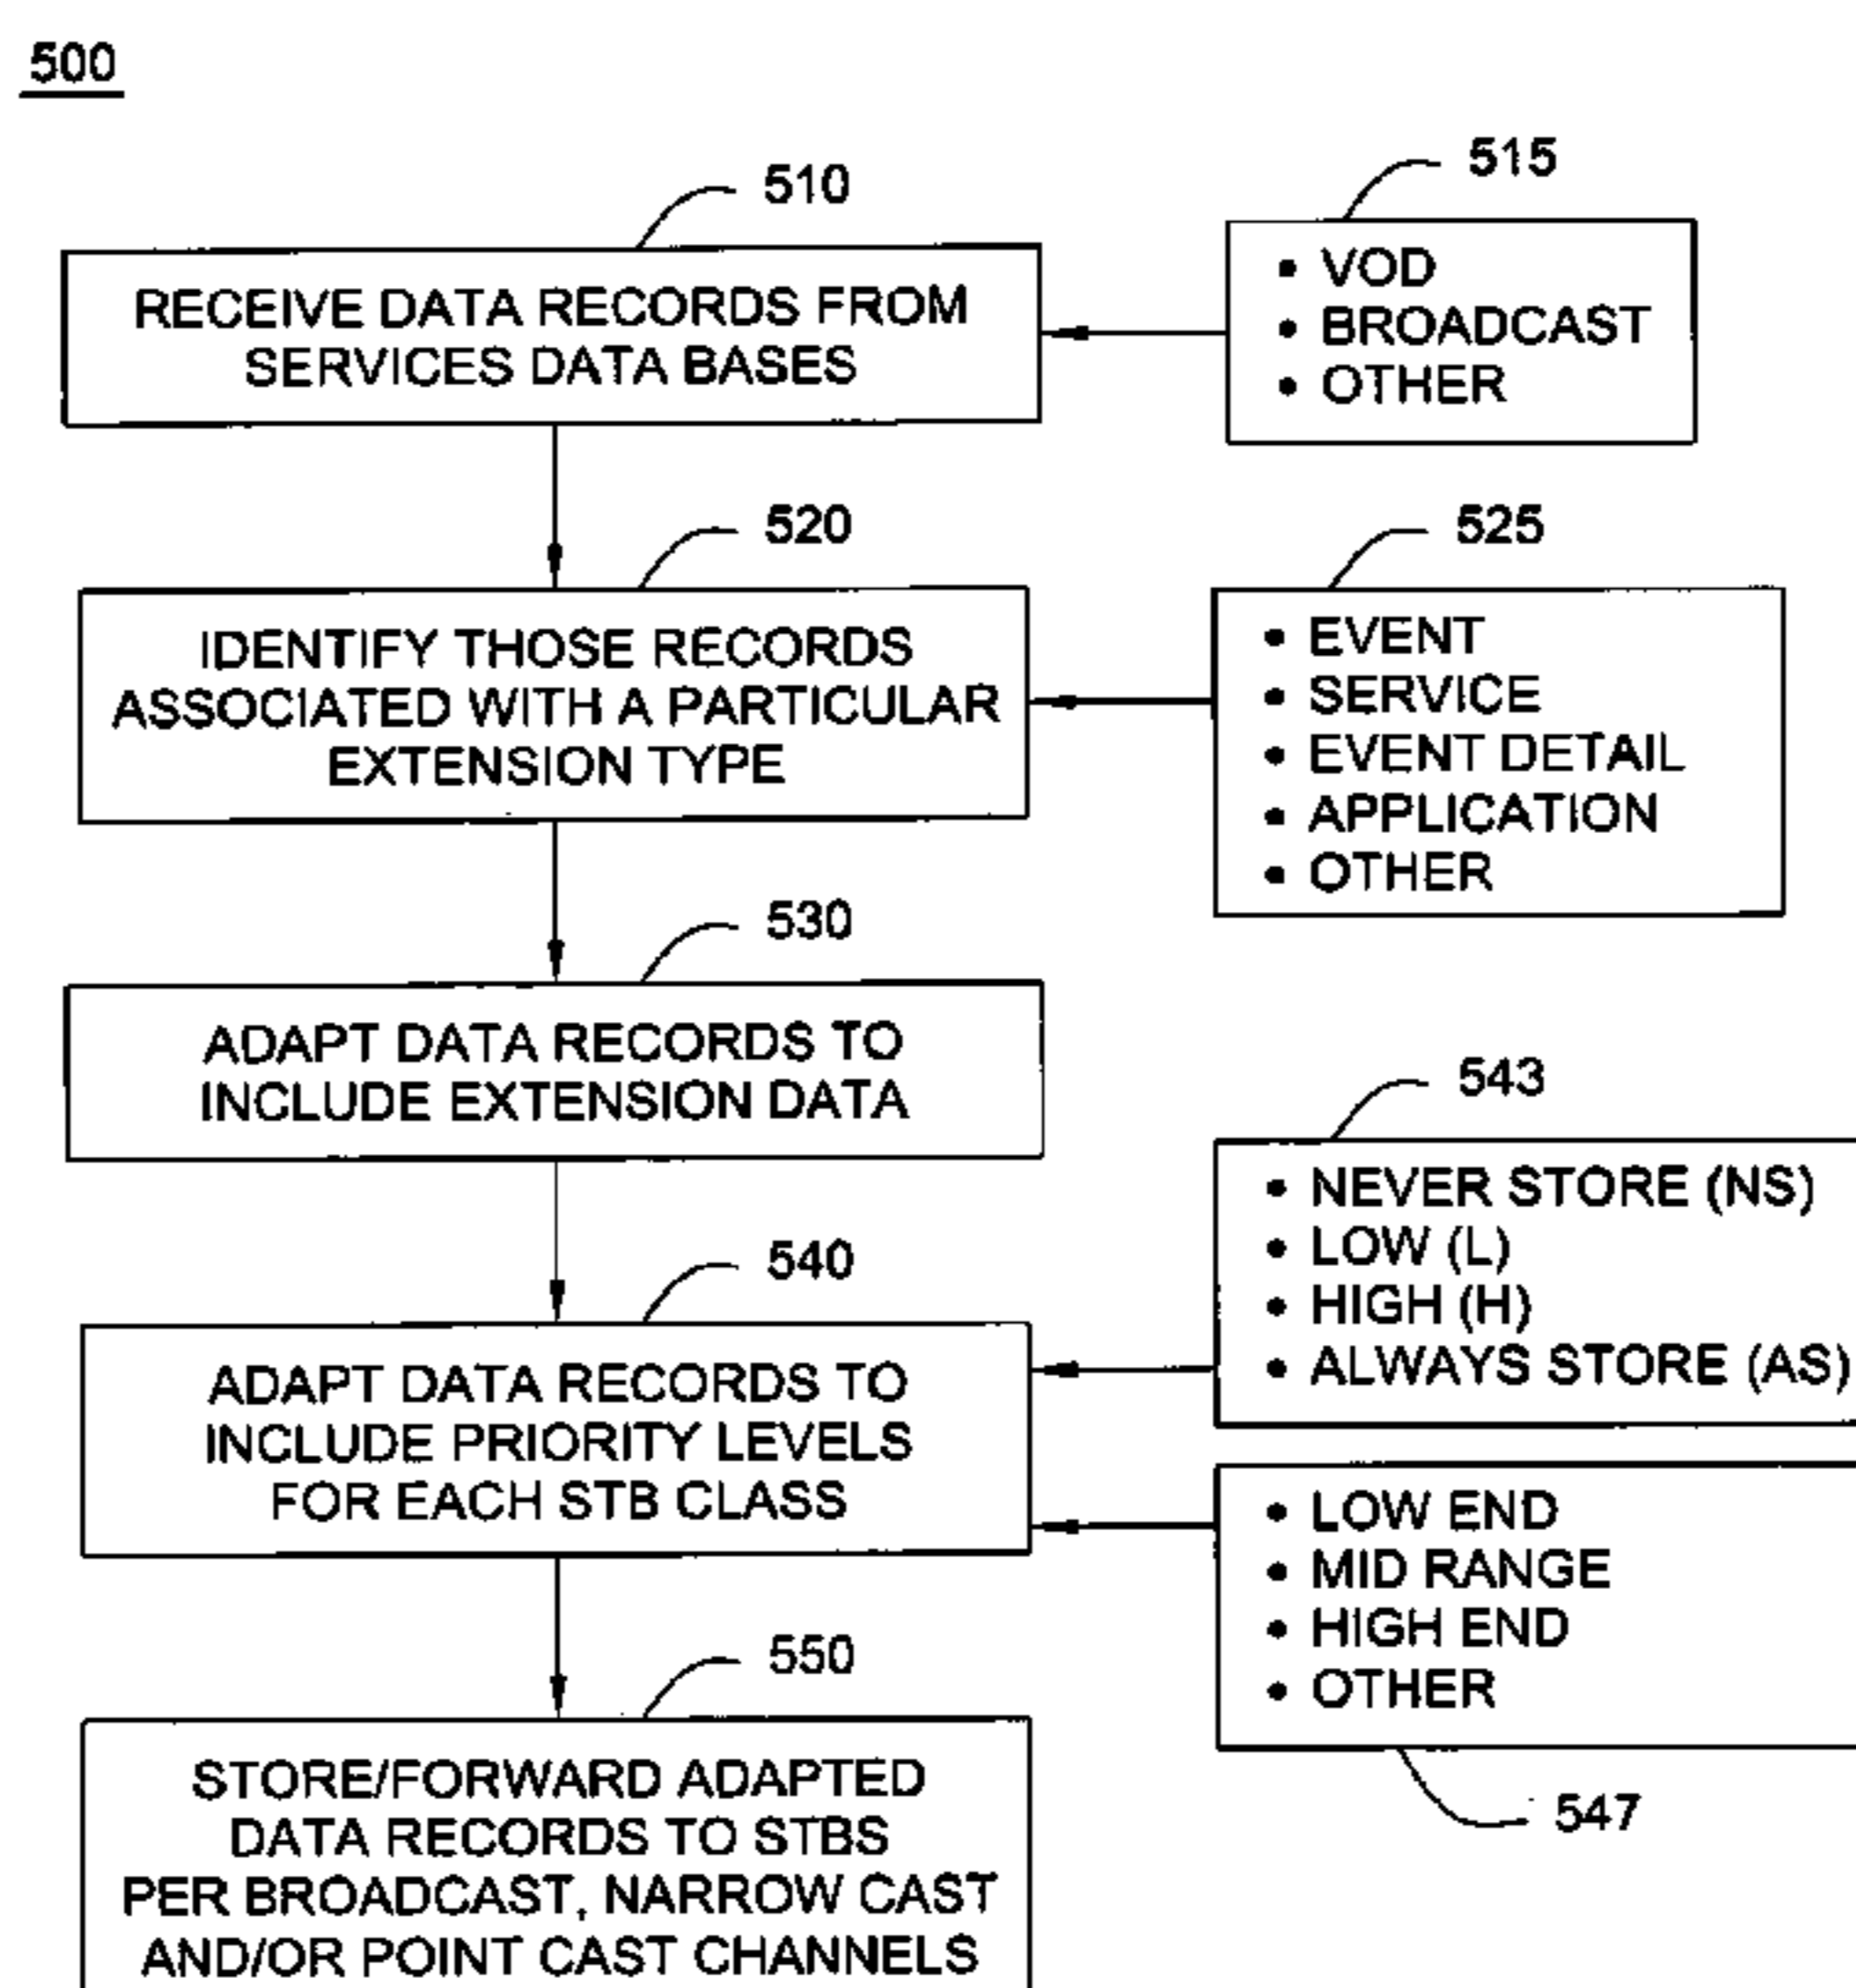 500
510
RECEIVE DATA RECORDS FROM
SERVICES DATA BASES
515
• VOD
• BROADCAST
• OTHER
520
IDENTIFY THOSE RECORDS
ASSOCIATED WITH A PARTICULAR
EXTENSION TYPE
525
• EVENT
• SERVICE
• EVENT DETAIL
• APPLICATION
• OTHER
530
ADAPT DATA RECORDS TO
INCLUDE EXTENSION DATA
540
ADAPT DATA RECORDS TO
INCLUDE PRIORITY LEVELS
FOR EACH STB CLASS
543
• NEVER STORE (NS)
• LOW (L)
• HIGH (H)
• ALWAYS STORE (AS)
• LOW END
• MID RANGE
• HIGH END
• OTHER
547
550
STORE/FORWARD ADAPTED
DATA RECORDS TO STBS
PER BROADCAST, NARROW CAST
AND/OR POINT CAST CHANNELS